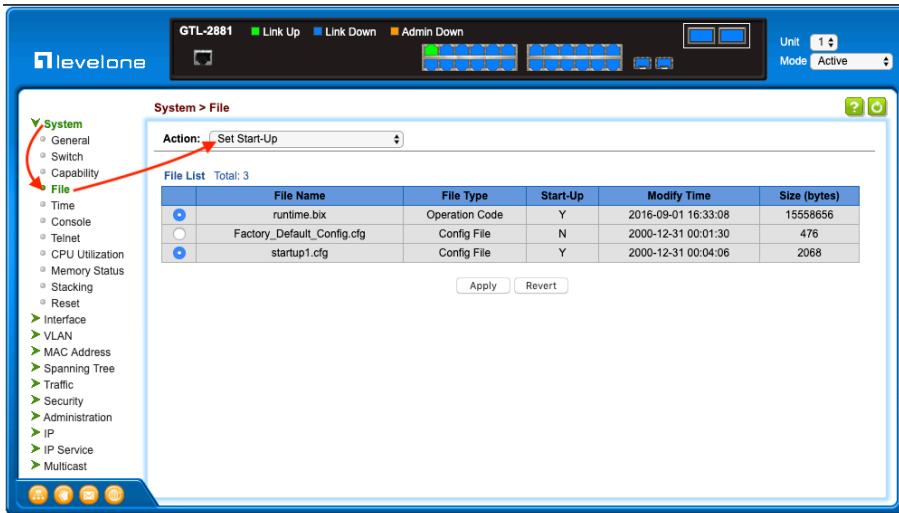 GTL-2881 Link Up Link Down Admin Down
levelone
Unit 1
Mode Active
System > File
?
System
General
Switch
Capability
File
Time
Console
Telnet
CPU Utilization
Memory Status
Stacking
Reset
Interface
VLAN
MAC Address
Spanning Tree
Traffic
Security
Administration
IP
IP Service
Multicast
Action: Set Start-Up
File List Total: 3
File Name File Type Start-Up Modify Time Size (bytes)
runtime.bix Operation Code Y 2016-09-01 16:33:08 15558656
Factory_Default_Config.cfg Config File N 2000-12-31 00:01:30 476
startup1.cfg Config File Y 2000-12-31 00:04:06 2068
Apply Revert